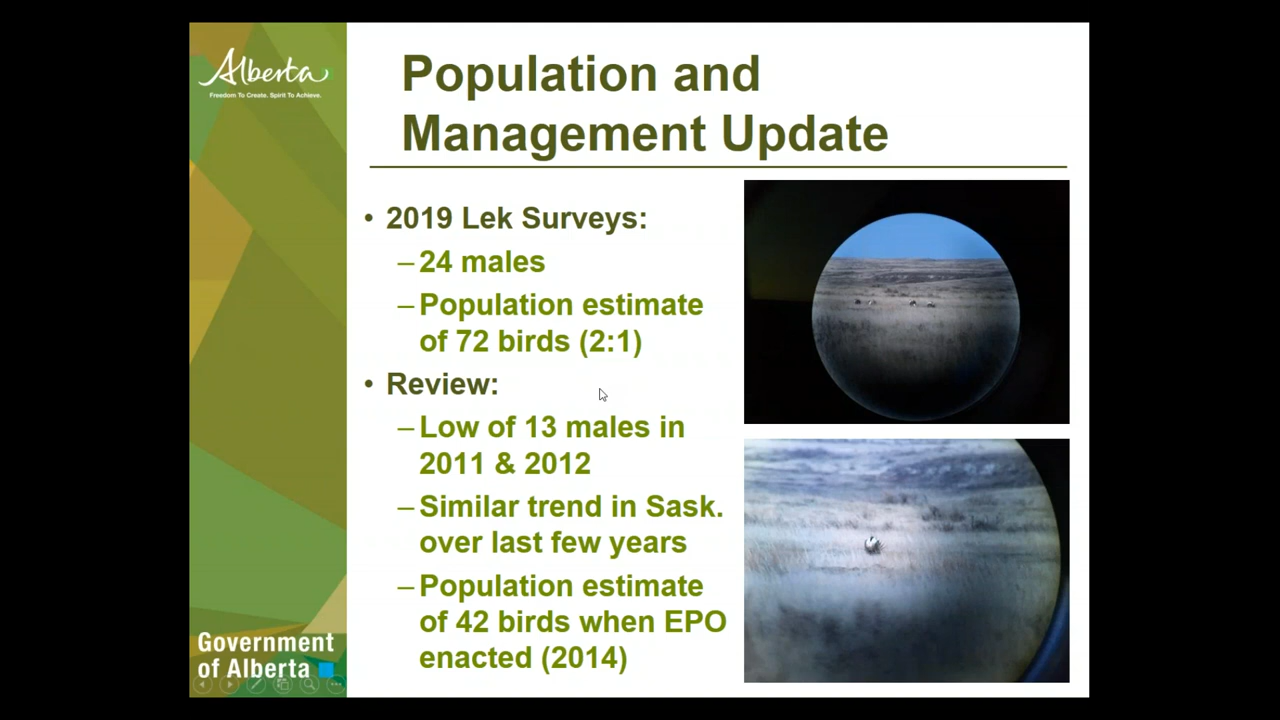 Alberta
Freedom To Create. Spirit To Achieve.
Population and
Management Update
• 2019 Lek Surveys:
–24 males
–Population estimate
of 72 birds (2:1)
• Review:
–Low of 13 males in
2011 & 2012
–Similar trend in Sask.
over last few years
–Population estimate
of 42 birds when EPO
enacted (2014)
Government
of Alberta